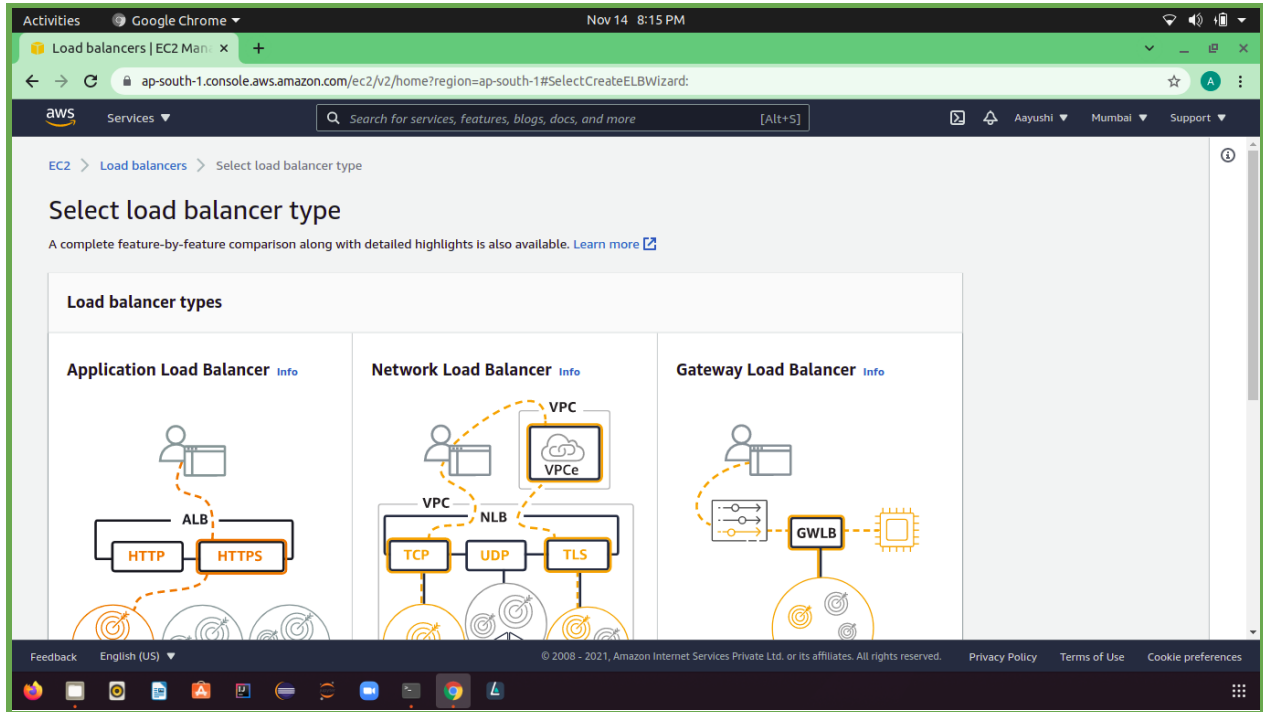 Activities Google Chrome Nov 14 8:15 PM
Load balancers | EC2 Man
ap-south-1.console.aws.amazon.com/ec2/v2/home?region=ap-south-1#SelectCreateELBWizard:
A
aws Services Search for services, features, blogs, docs, and more [Alt+S] Aayushi Mumbai Support
EC2 > Load balancers > Select load balancer type
Select load balancer type
A complete feature-by-feature comparison along with detailed highlights is also available. Learn more
Load balancer types
Application Load Balancer Info
ALB
HTTP HTTPS
Network Load Balancer Info
VPC
VPCe
VPC
NLB
TCP UDP TLS
Gateway Load Balancer Info
GWLB
Feedback English (US) © 2008 - 2021, Amazon Internet Services Private Ltd. or its affiliates. All rights reserved. Privacy Policy Terms of Use Cookie preferences